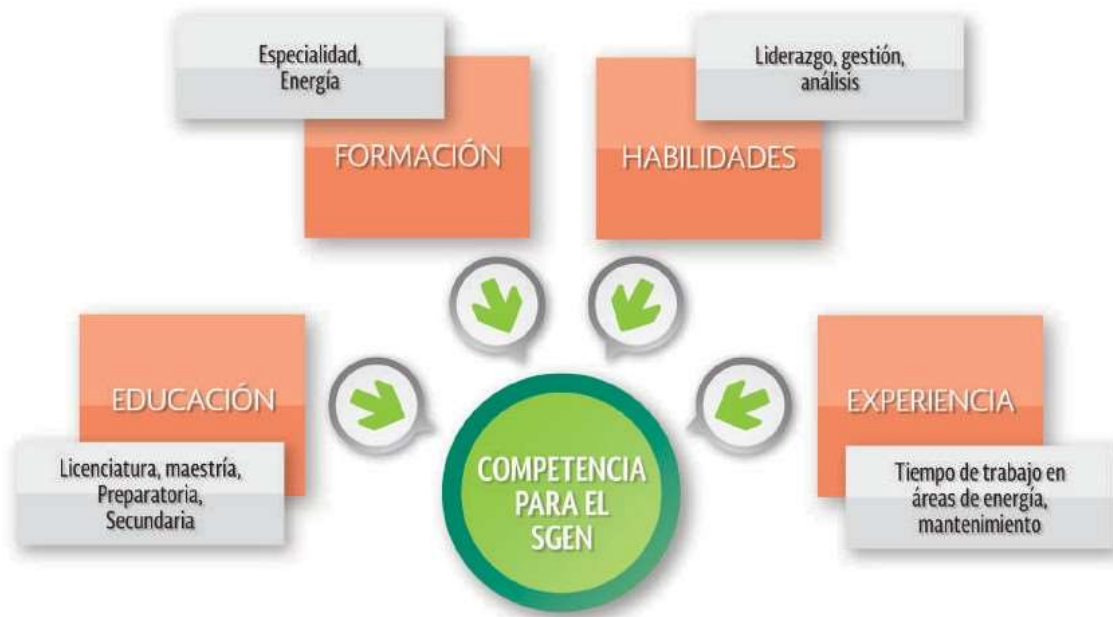 Especialidad,
Energía
FORMACIÓN
Liderazgo, gestión,
análisis
HABILIDADES
EDUCACIÓN
Licenciatura, maestría,
Preparatoria,
Secundaria
EXPERIENCIA
Tiempo de trabajo en
áreas de energía,
mantenimiento
COMPETENCIA
PARA EL
SGEN